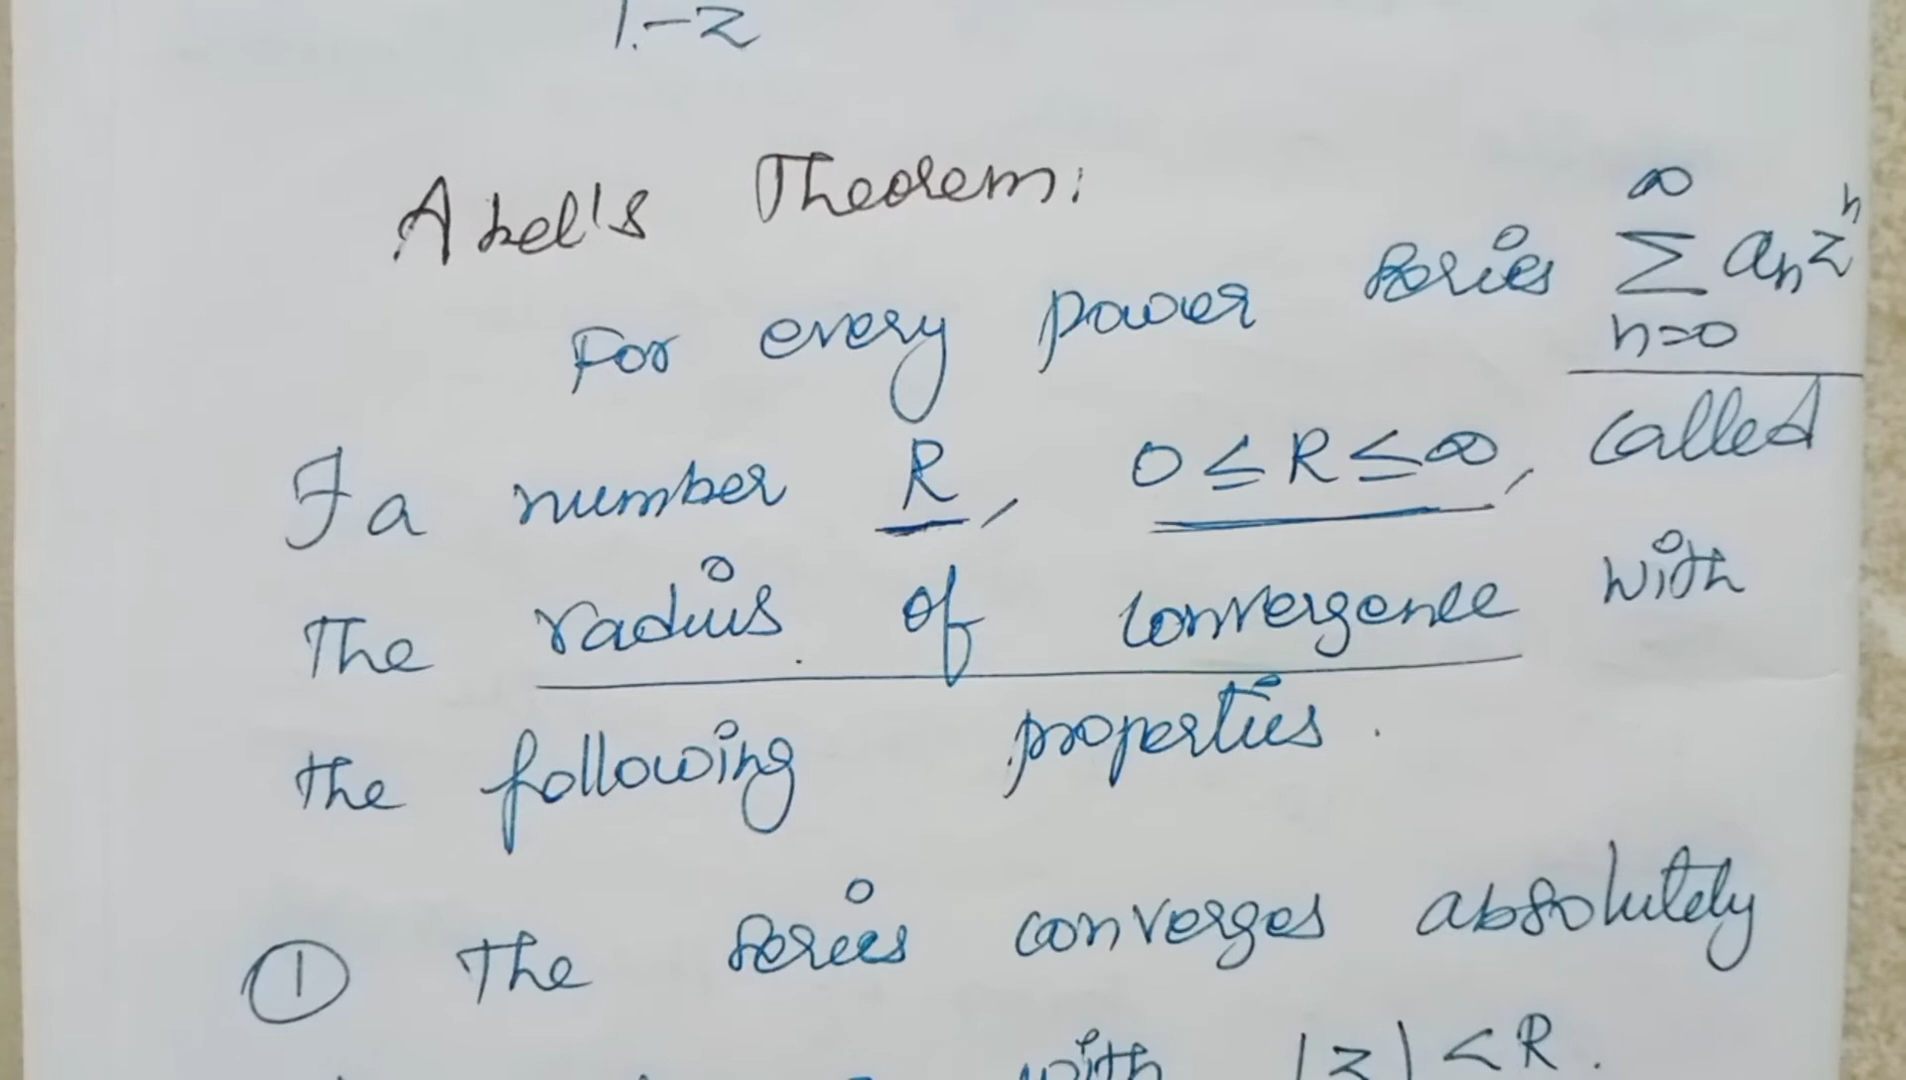 1-z
Abel's Theorem:
For every power series ∑_{n=0}^{∞} a_n z^n
∃ a number R, 0 ≤ R ≤ ∞, called
the radius of convergence with
the following properties.
① The series converges absolutely
with |z| < R.